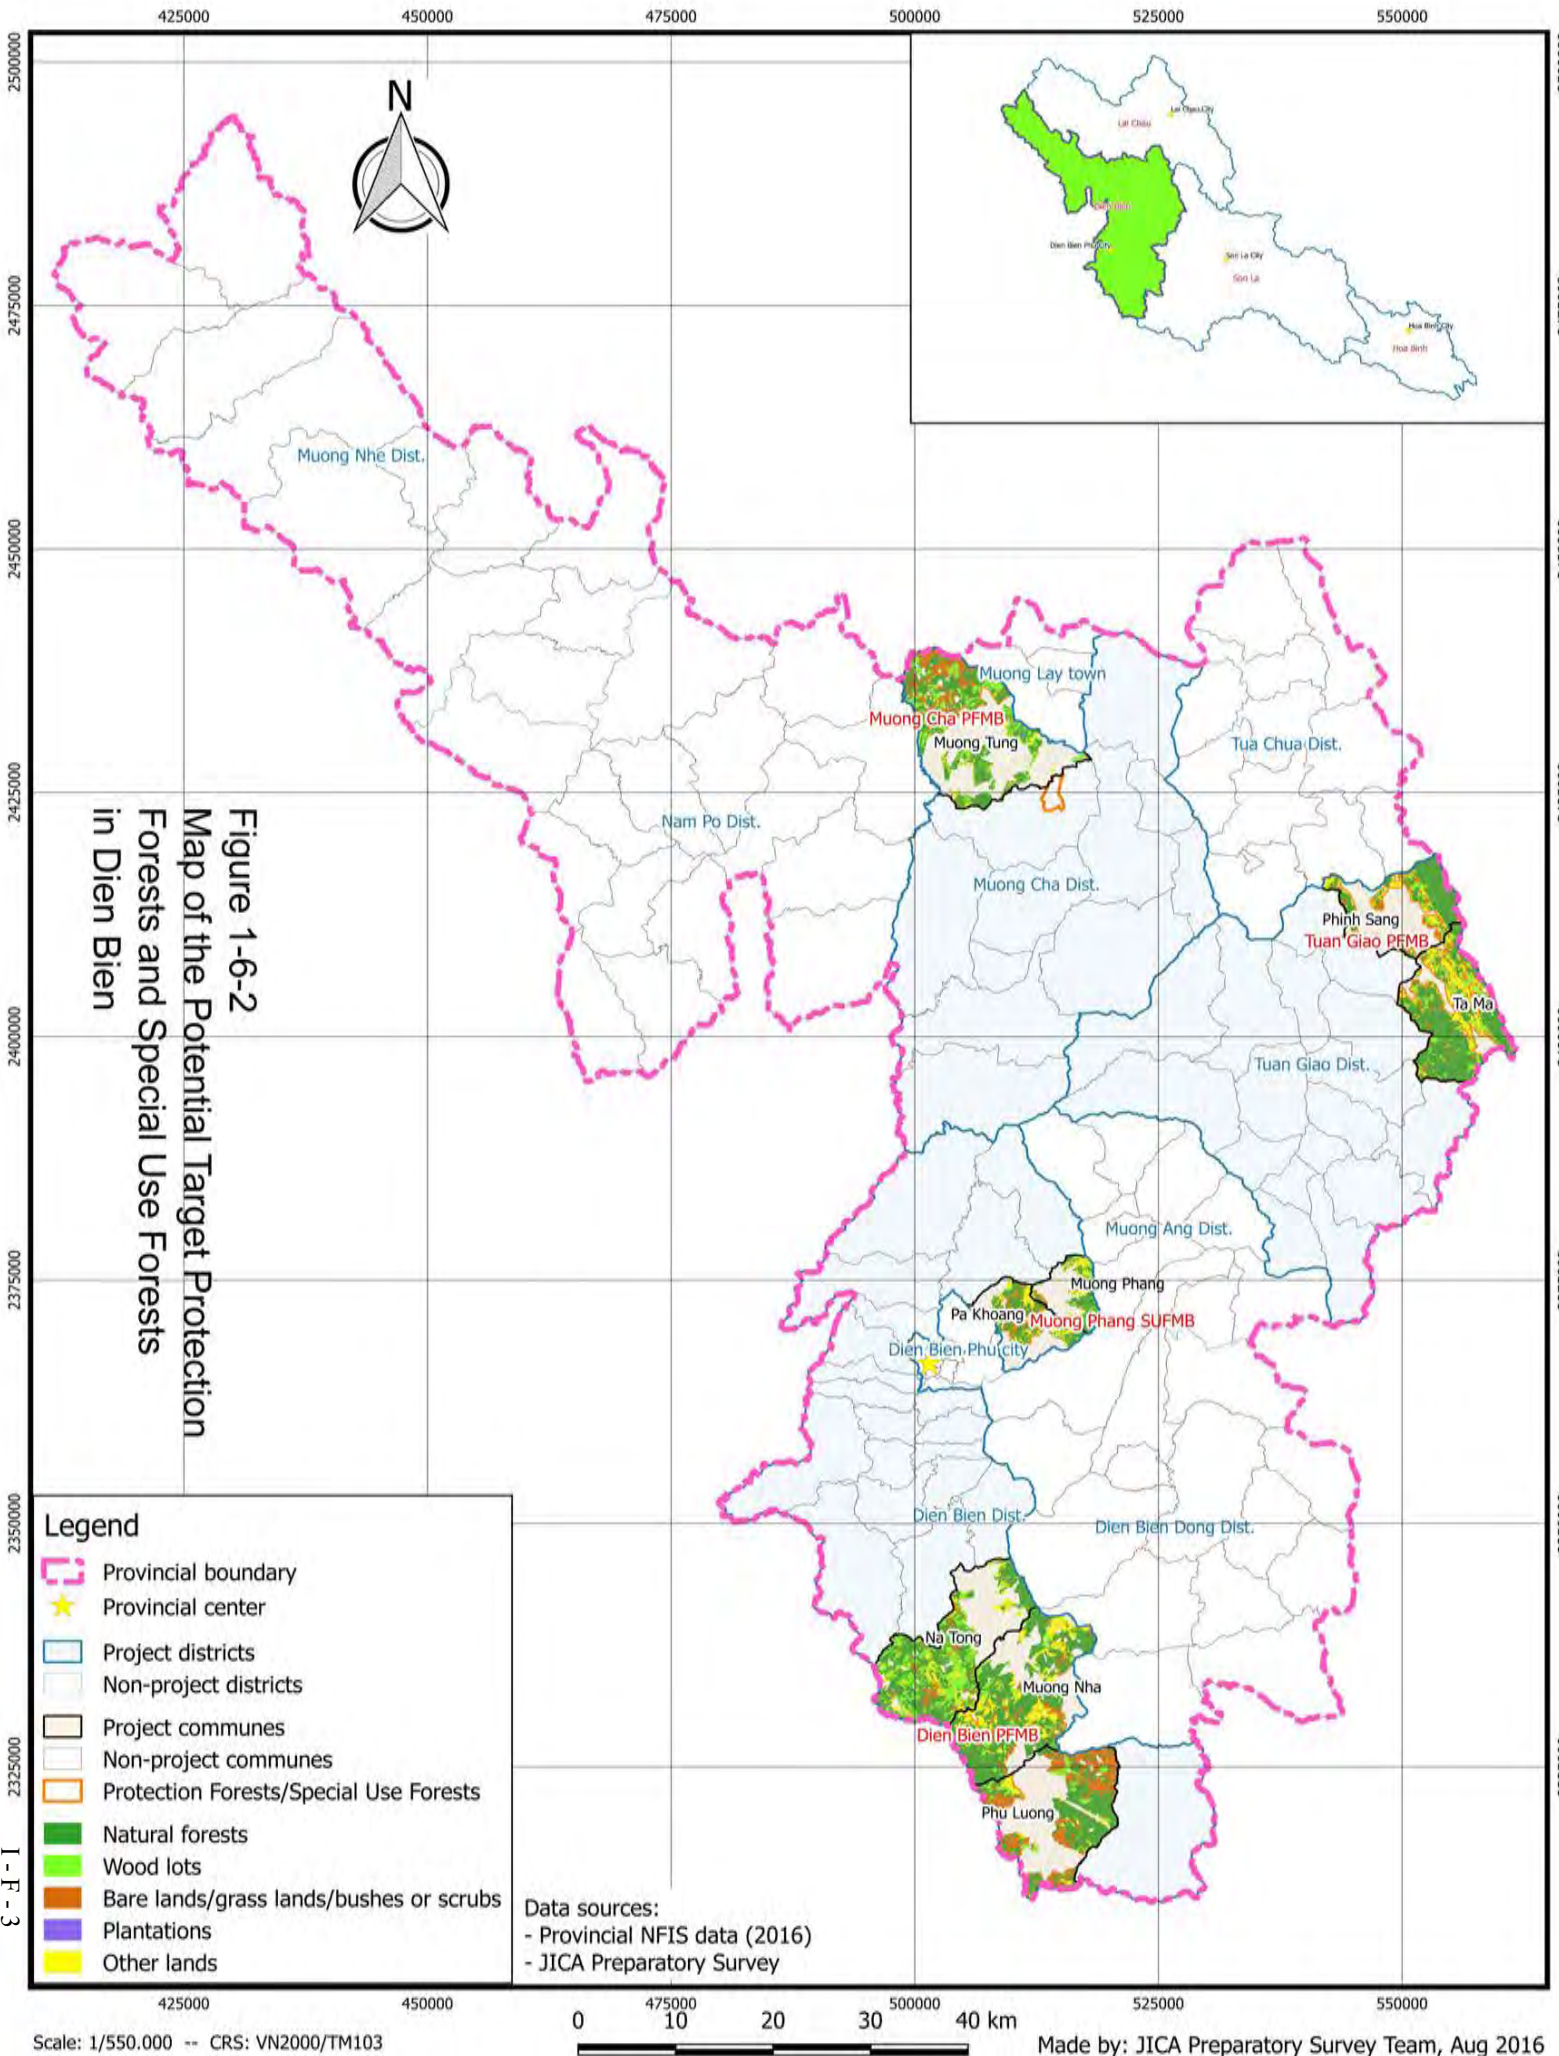 425000
450000
475000
500000
525000
550000
2500000
2475000
2450000
2425000
2400000
2375000
2350000
2325000
N
Lai Chau City
Lai Chau
Dien Bien
Dien Bien Phu City
Son La City
Son La
Hoa Binh City
Hoa Binh
Muong Nhe Dist.
Muong Lay town
Muong Cha PFMB
Muong Tung
Tua Chua Dist.
Nam Po Dist.
Muong Cha Dist.
Phinh Sang
Tuan Giao PFMB
Ta Ma
Tuan Giao Dist.
Muong Ang Dist.
Muong Phang
Pa Khoang
Muong Phang SUFMB
Dien Bien Phu city
Dien Bien Dist.
Dien Bien Dong Dist.
Na Tong
Muong Nha
Dien Bien PFMB
Phu Luong
Figure 1-6-2
Map of the Potential Target Protection
Forests and Special Use Forests
in Dien Bien
Legend
Provincial boundary
Provincial center
Project districts
Non-project districts
Project communes
Non-project communes
Protection Forests/Special Use Forests
Natural forests
Wood lots
Bare lands/grass lands/bushes or scrubs
Plantations
Other lands
Data sources:
- Provincial NFIS data (2016)
- JICA Preparatory Survey
I - F - 3
425000
450000
475000
500000
525000
550000
Scale: 1/550.000 -- CRS: VN2000/TM103
0 10 20 30 40 km
Made by: JICA Preparatory Survey Team, Aug 2016